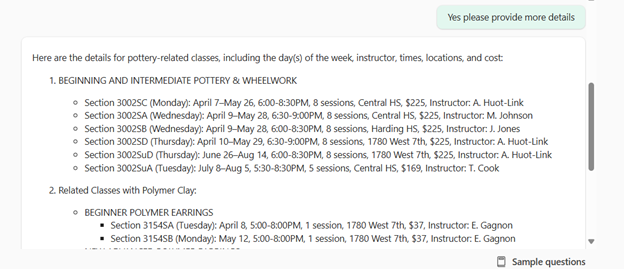 Yes please provide more details
Here are the details for pottery-related classes, including the day(s) of the week, instructor, times, locations, and cost:
1. BEGINNING AND INTERMEDIATE POTTERY & WHEELWORK
Section 3002SC (Monday): April 7–May 26, 6:00-8:30PM, 8 sessions, Central HS, $225, Instructor: A. Huot-Link
Section 3002SA (Wednesday): April 9–May 28, 6:30-9:00PM, 8 sessions, Central HS, $225, Instructor: M. Johnson
Section 3002SB (Wednesday): April 9–May 28, 6:00-8:30PM, 8 sessions, Harding HS, $225, Instructor: J. Jones
Section 3002SD (Thursday): April 10–May 29, 6:30-9:00PM, 8 sessions, 1780 West 7th, $225, Instructor: A. Huot-Link
Section 3002SuD (Thursday): June 26–Aug 14, 6:00-8:30PM, 8 sessions, 1780 West 7th, $225, Instructor: A. Huot-Link
Section 3002SuA (Tuesday): July 8–Aug 5, 5:30-8:30PM, 5 sessions, Central HS, $169, Instructor: T. Cook
2. Related Classes with Polymer Clay:
BEGINNER POLYMER EARRINGS
Section 3154SA (Tuesday): April 8, 5:00-8:00PM, 1 session, 1780 West 7th, $37, Instructor: E. Gagnon
Section 3154SB (Monday): May 12, 5:00-8:00PM, 1 session, 1780 West 7th, $37, Instructor: E. Gagnon
Sample questions